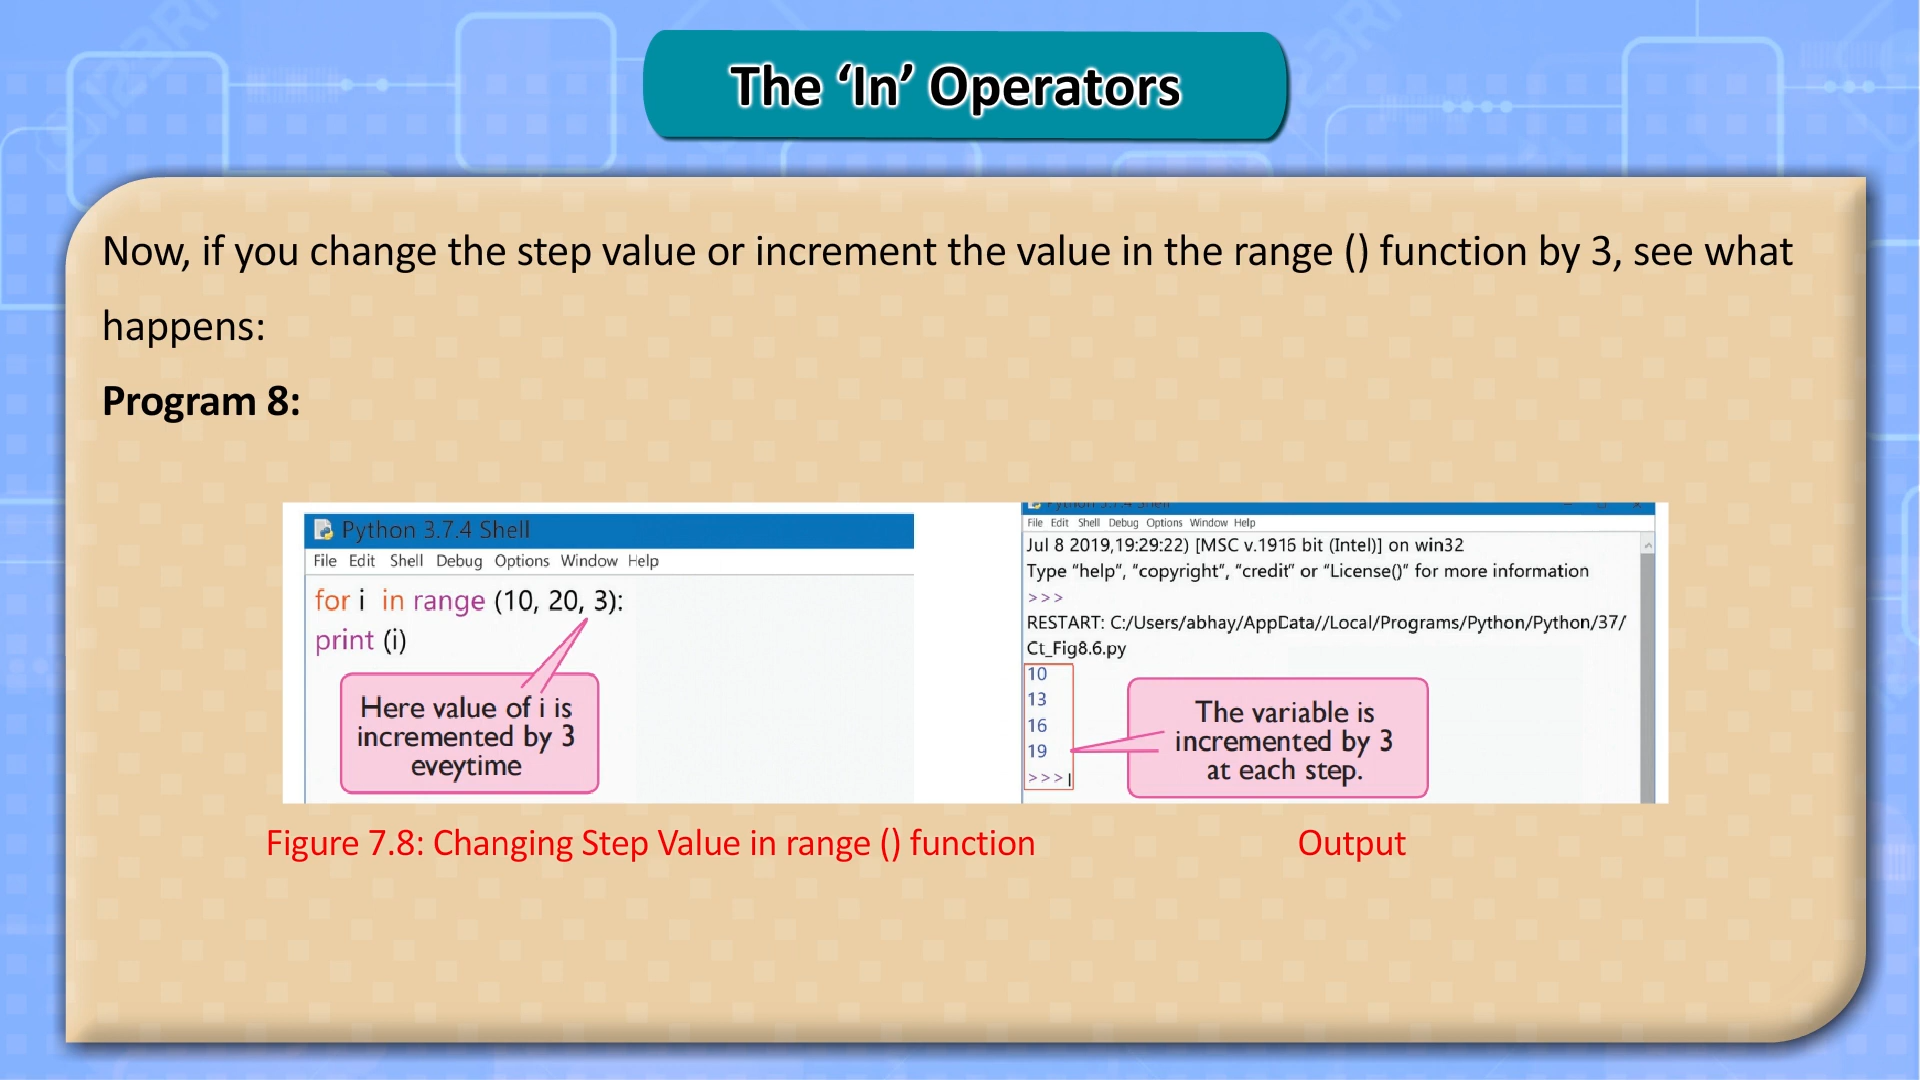 The ‘In’ Operators
Now, if you change the step value or increment the value in the range () function by 3, see what
happens:
Program 8:
Python 3.7.4 Shell
File Edit Shell Debug Options Window Help
for i in range (10, 20, 3):
print (i)
Here value of i is
incremented by 3
eveytime
File Edit Shell Debug Options Window Help
Jul 8 2019,19:29:22) [MSC v.1916 bit (Intel)] on win32
Type “help”, “copyright”, “credit” or “License()” for more information
>>>
RESTART: C:/Users/abhay/AppData//Local/Programs/Python/Python/37/
Ct_Fig8.6.py
10
13
16
19
>>>
The variable is
incremented by 3
at each step.
Figure 7.8: Changing Step Value in range () function
Output